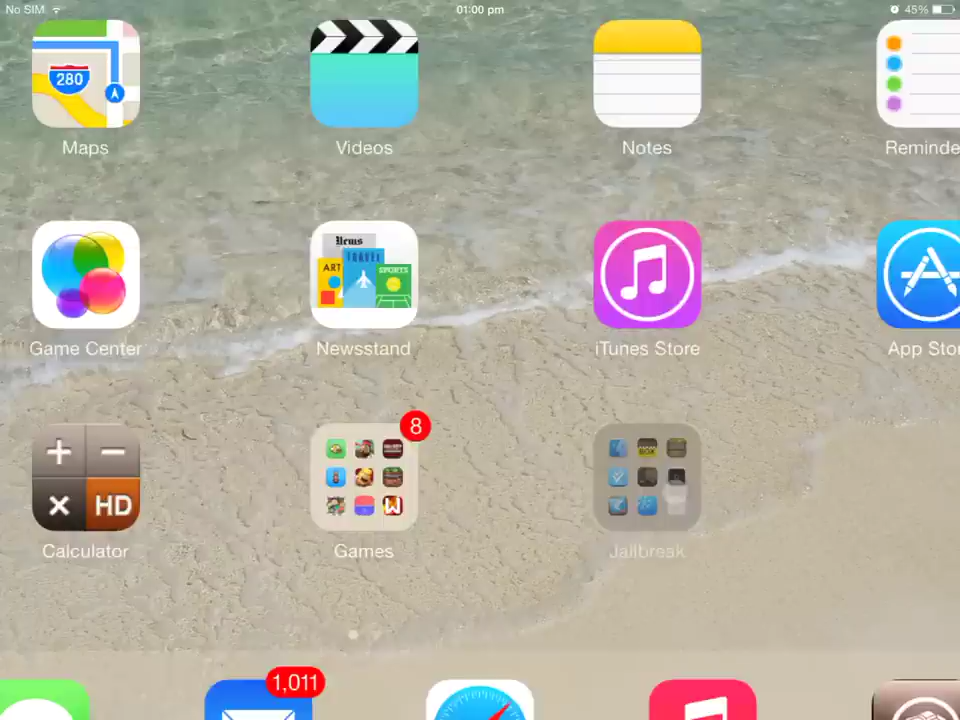 No SIM
01:00 pm
45%
280
Maps
Videos
Notes
Reminde
News
TRAVEL
ART
SPORTS
Game Center
Newsstand
iTunes Store
App Stor
8
HD
Calculator
Games
Jailbreak
1,011